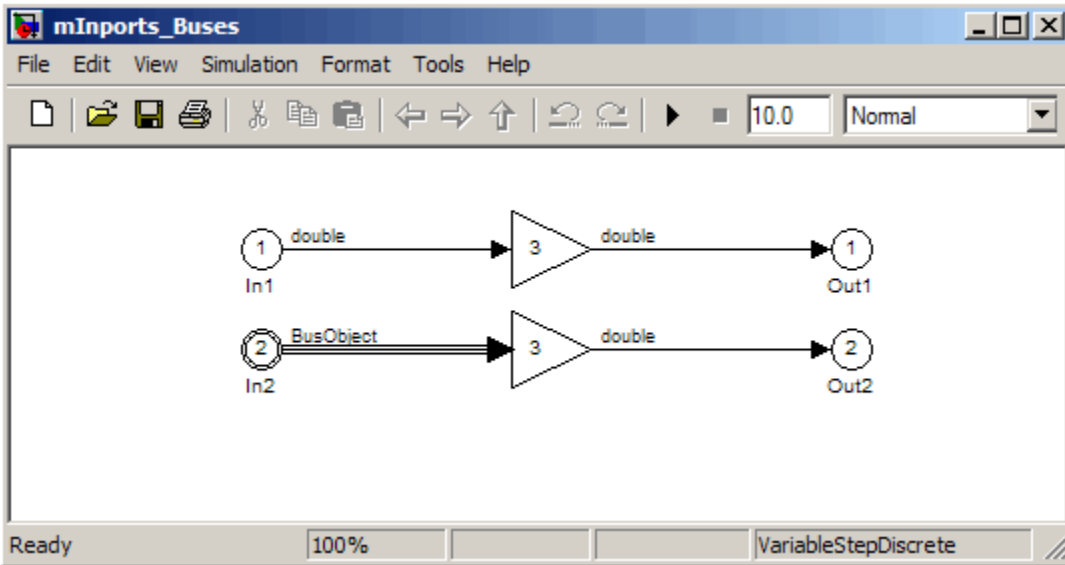 mInports_Buses
File Edit View Simulation Format Tools Help
10.0 Normal
1 double 3 double 1
In1 Out1
2 BusObject 3 double 2
In2 Out2
Ready 100% VariableStepDiscrete